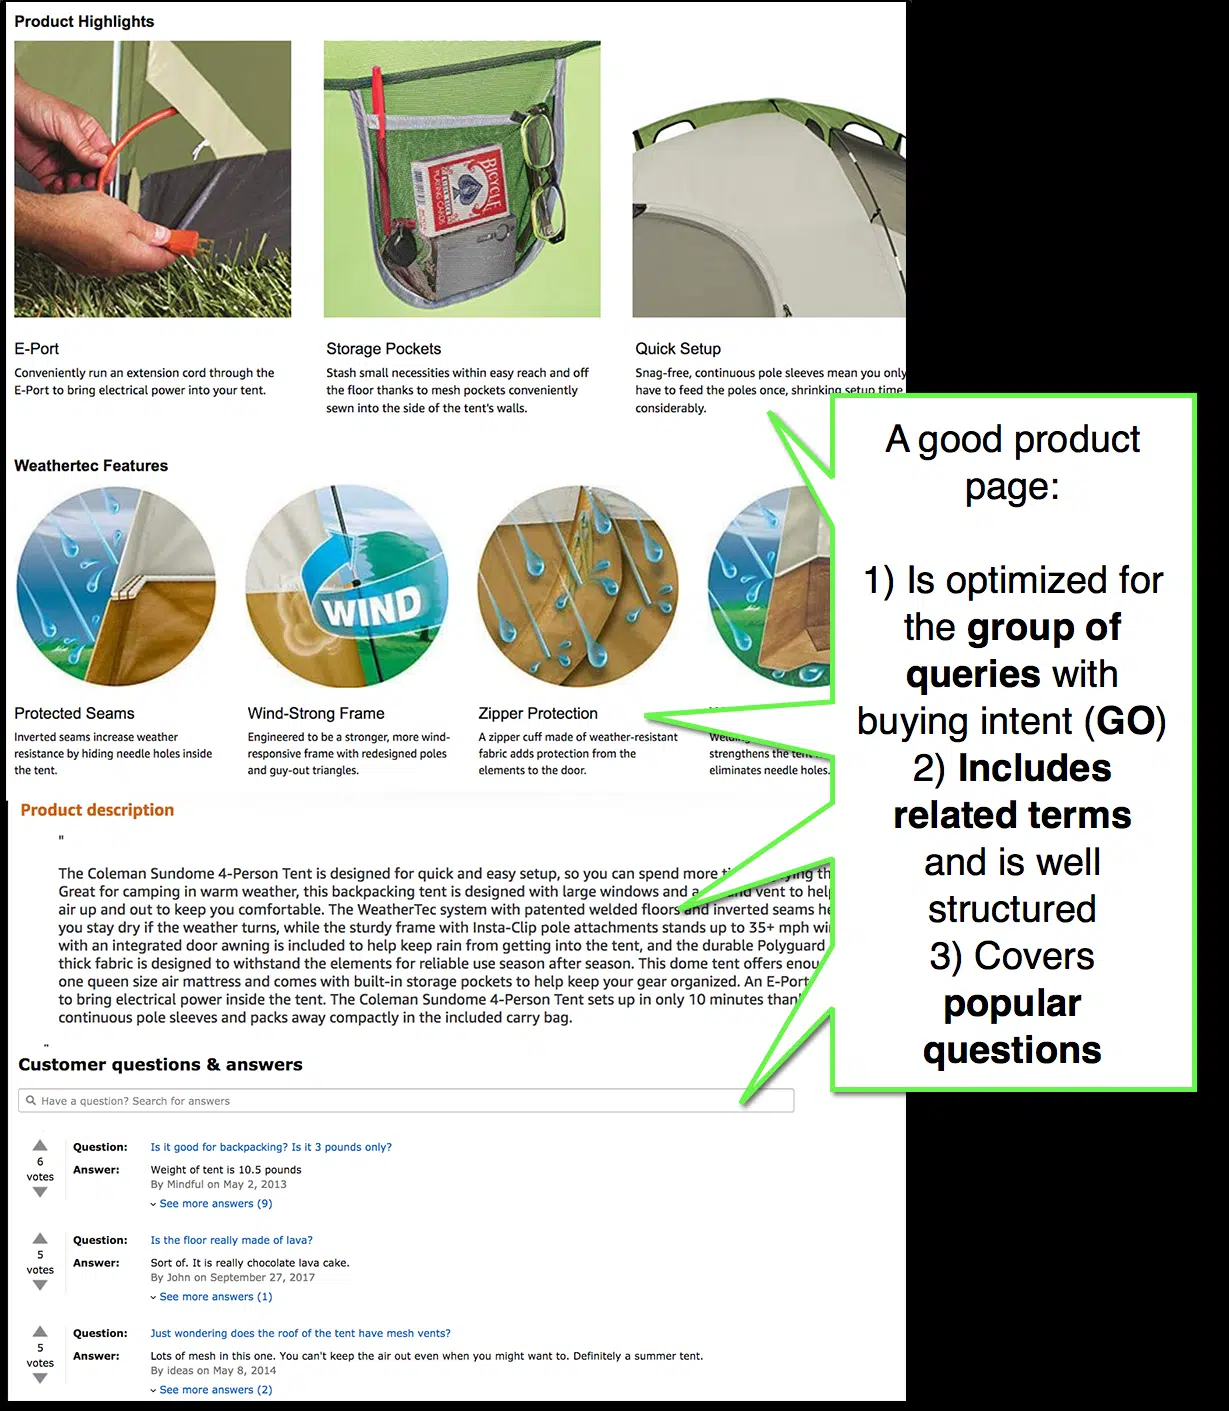 Product Highlights
BICYCLE
PLAYING CARDS
E-Port
Conveniently run an extension cord through the
E-Port to bring electrical power into your tent.
Storage Pockets
Stash small necessities within easy reach and off
the floor thanks to mesh pockets conveniently
sewn into the side of the tent's walls.
Quick Setup
Snag-free, continuous pole sleeves mean you only
have to feed the poles once, shrinking setup time
considerably.
Weathertec Features
WIND
Protected Seams
Inverted seams increase weather
resistance by hiding needle holes inside
the tent.
Wind-Strong Frame
Engineered to be a stronger, more wind-
responsive frame with redesigned poles
and guy-out triangles.
Zipper Protection
A zipper cuff made of weather-resistant
fabric adds protection from the
elements to the door.
strengthens the
eliminates needle holes.
A good product
page:
1) Is optimized for
the group of
queries with
buying intent (GO)
2) Includes
related terms
and is well
structured
3) Covers
popular
questions
Product description
"
The Coleman Sundome 4-Person Tent is designed for quick and easy setup, so you can spend more
Great for camping in warm weather, this backpacking tent is designed with large windows and a vent to
air up and out to keep you comfortable. The WeatherTec system with patented welded floors and inverted seams
you stay dry if the weather turns, while the sturdy frame with Insta-Clip pole attachments stands up to 35+ mph
with an integrated door awning is included to help keep rain from getting into the tent, and the durable Polyguard
thick fabric is designed to withstand the elements for reliable use season after season. This dome tent offers
one queen size air mattress and comes with built-in storage pockets to help keep your gear organized. An E-Port
to bring electrical power inside the tent. The Coleman Sundome 4-Person Tent sets up in only 10 minutes
continuous pole sleeves and packs away compactly in the included carry bag.
"
Customer questions & answers
Have a question? Search for answers
6
votes
Question: Is it good for backpacking? Is it 3 pounds only?
Answer: Weight of tent is 10.5 pounds
By Mindful on May 2, 2013
See more answers (9)
5
votes
Question: Is the floor really made of lava?
Answer: Sort of. It is really chocolate lava cake.
By John on September 27, 2017
See more answers (1)
5
votes
Question: Just wondering does the roof of the tent have mesh vents?
Answer: Lots of mesh in this one. You can't keep the air out even when you might want to. Definitely a summer tent.
By ideas on May 8, 2014
See more answers (2)